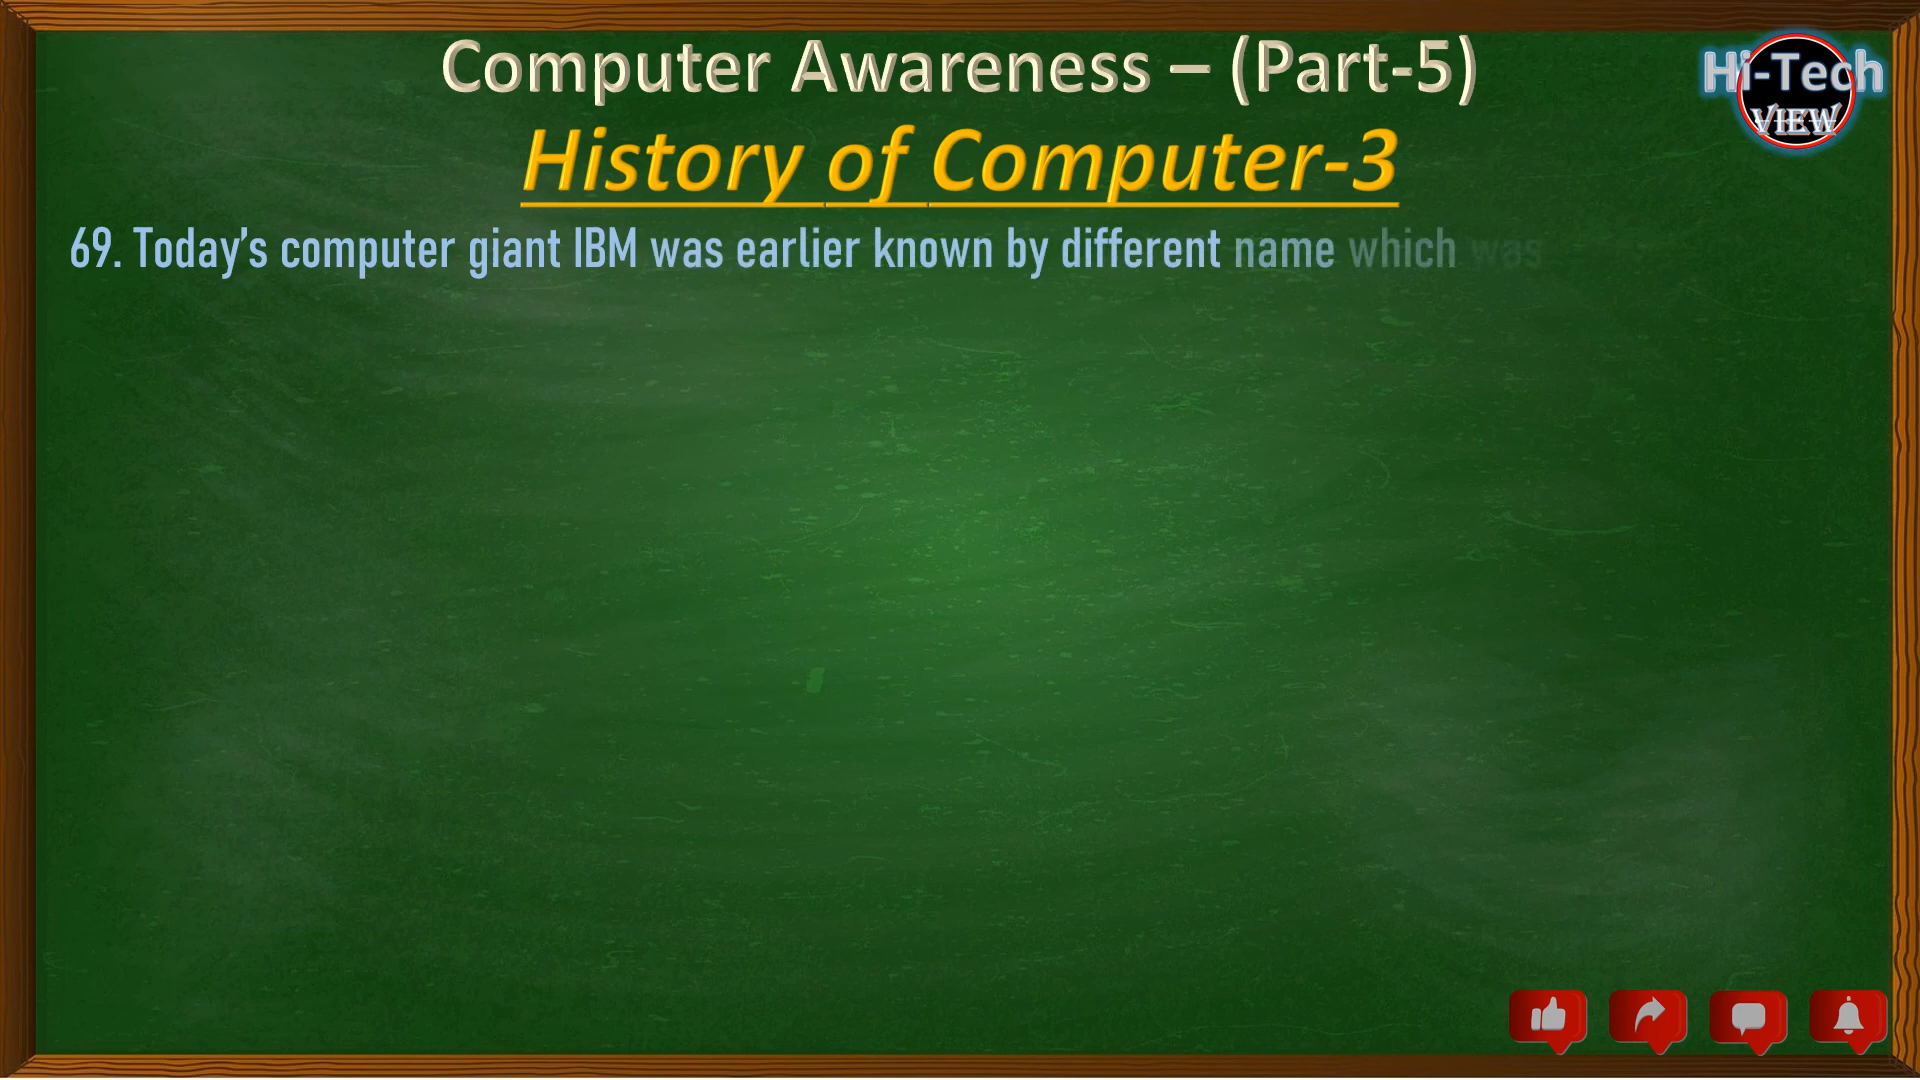 Computer Awareness – (Part-5)
Hi-Tech
VIEW
History of Computer-3
69. Today’s computer giant IBM was earlier known by different name which was